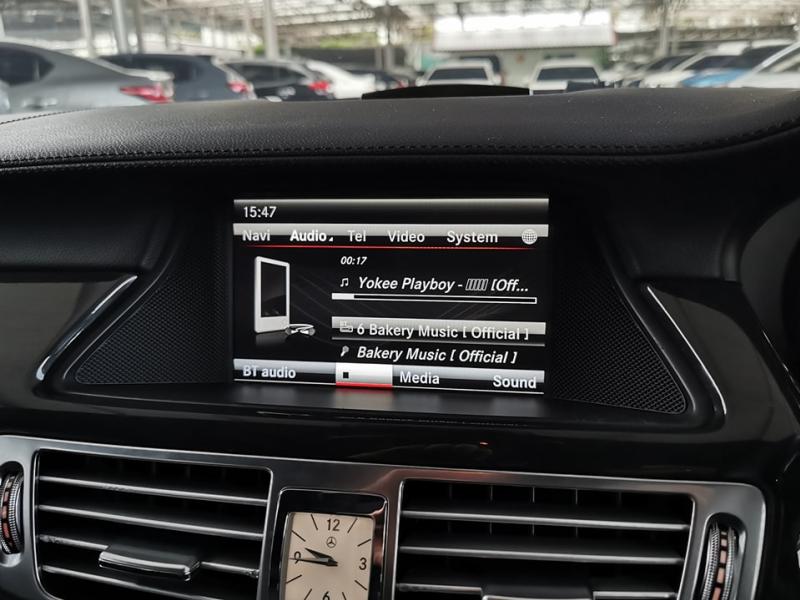 15:47
Navi Audio Tel Video System
00:17
Yokee Playboy - ▯▯▯▯▯ [Off...
6 Bakery Music [ Official ]
Bakery Music [ Official ]
BT audio Media Sound
12
9 3
6